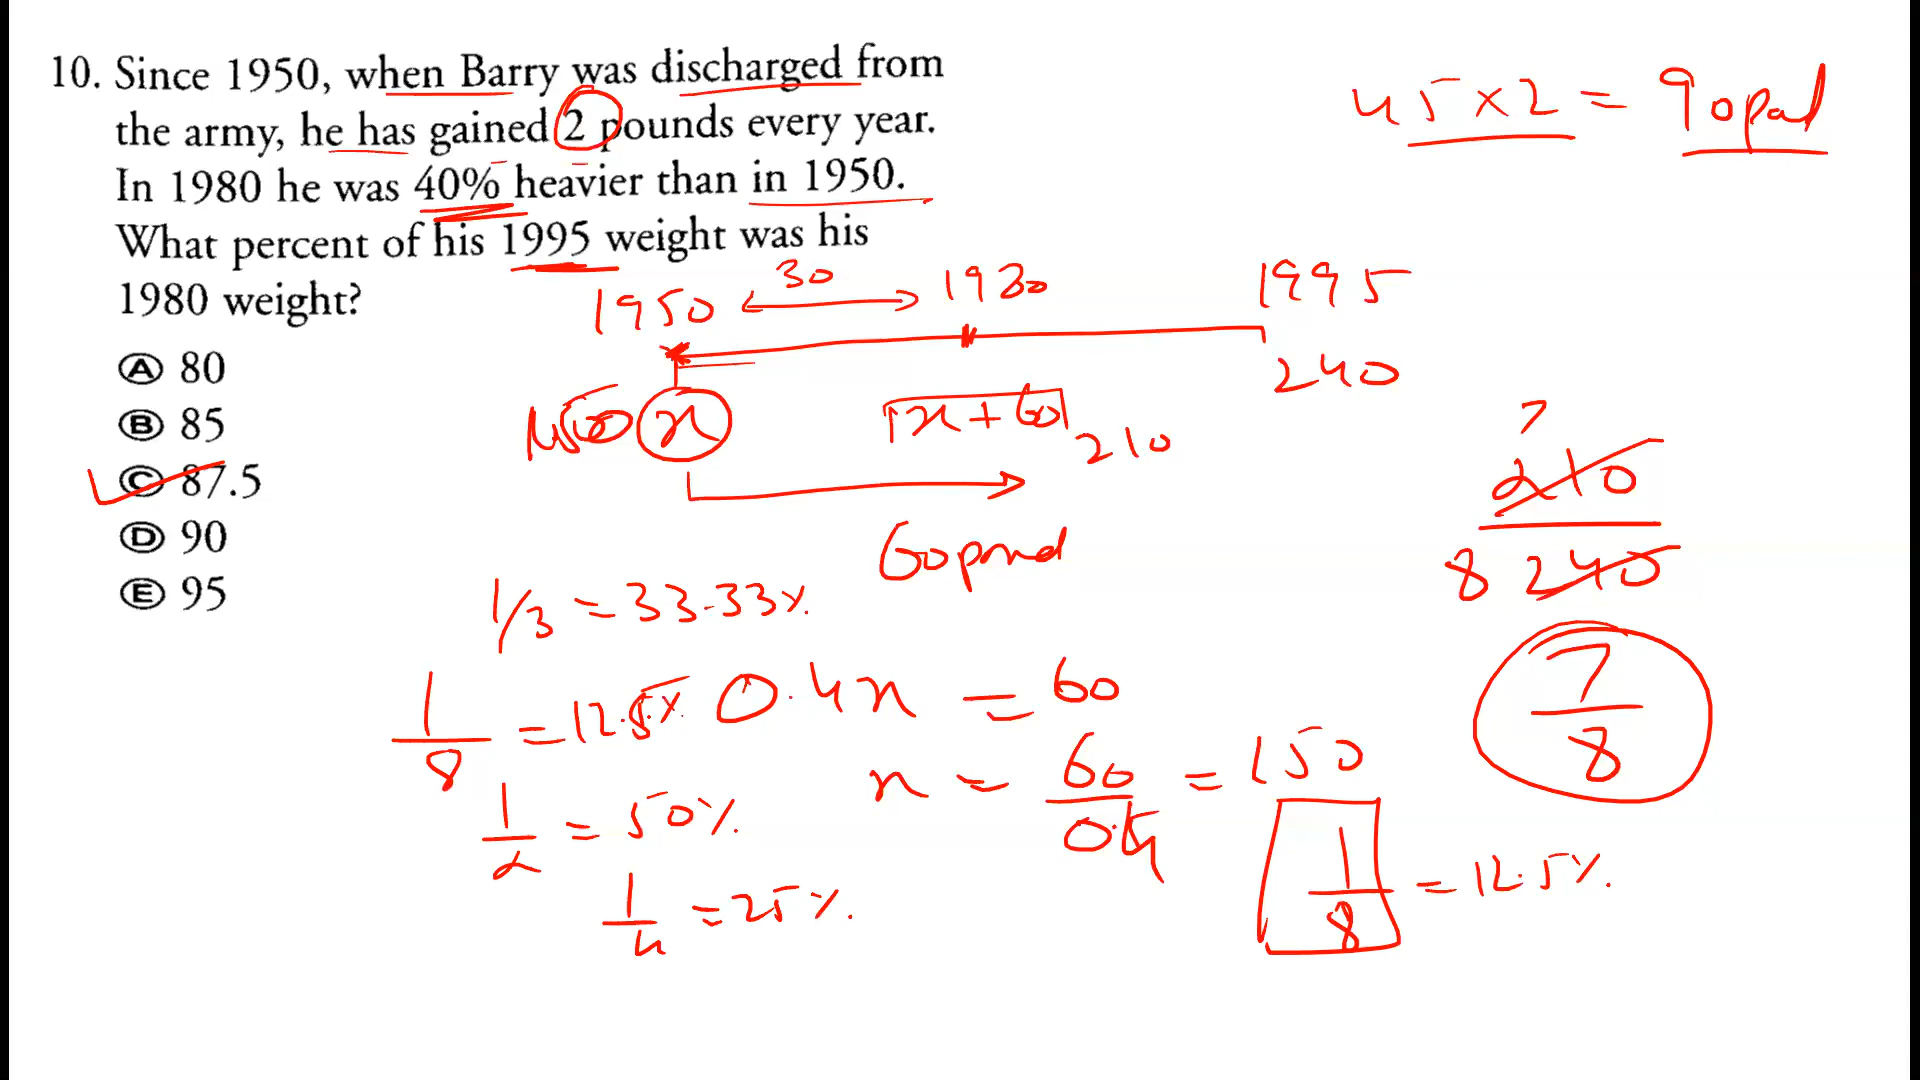 10. Since 1950, when Barry was discharged from
the army, he has gained 2 pounds every year.
In 1980 he was 40% heavier than in 1950.
What percent of his 1995 weight was his
1980 weight?
A 80
B 85
C 87.5
D 90
E 95
45 x 2 = 90
1950 30 1980 1995
240
x x + 60 210
60 pound
210 7
8 240
7/8
1/3 = 33.33%
1/8 = 12.5%
0.4x = 60
x = 60/0.4 = 150
1/2 = 50%
1/8 = 12.5%
1/4 = 25%